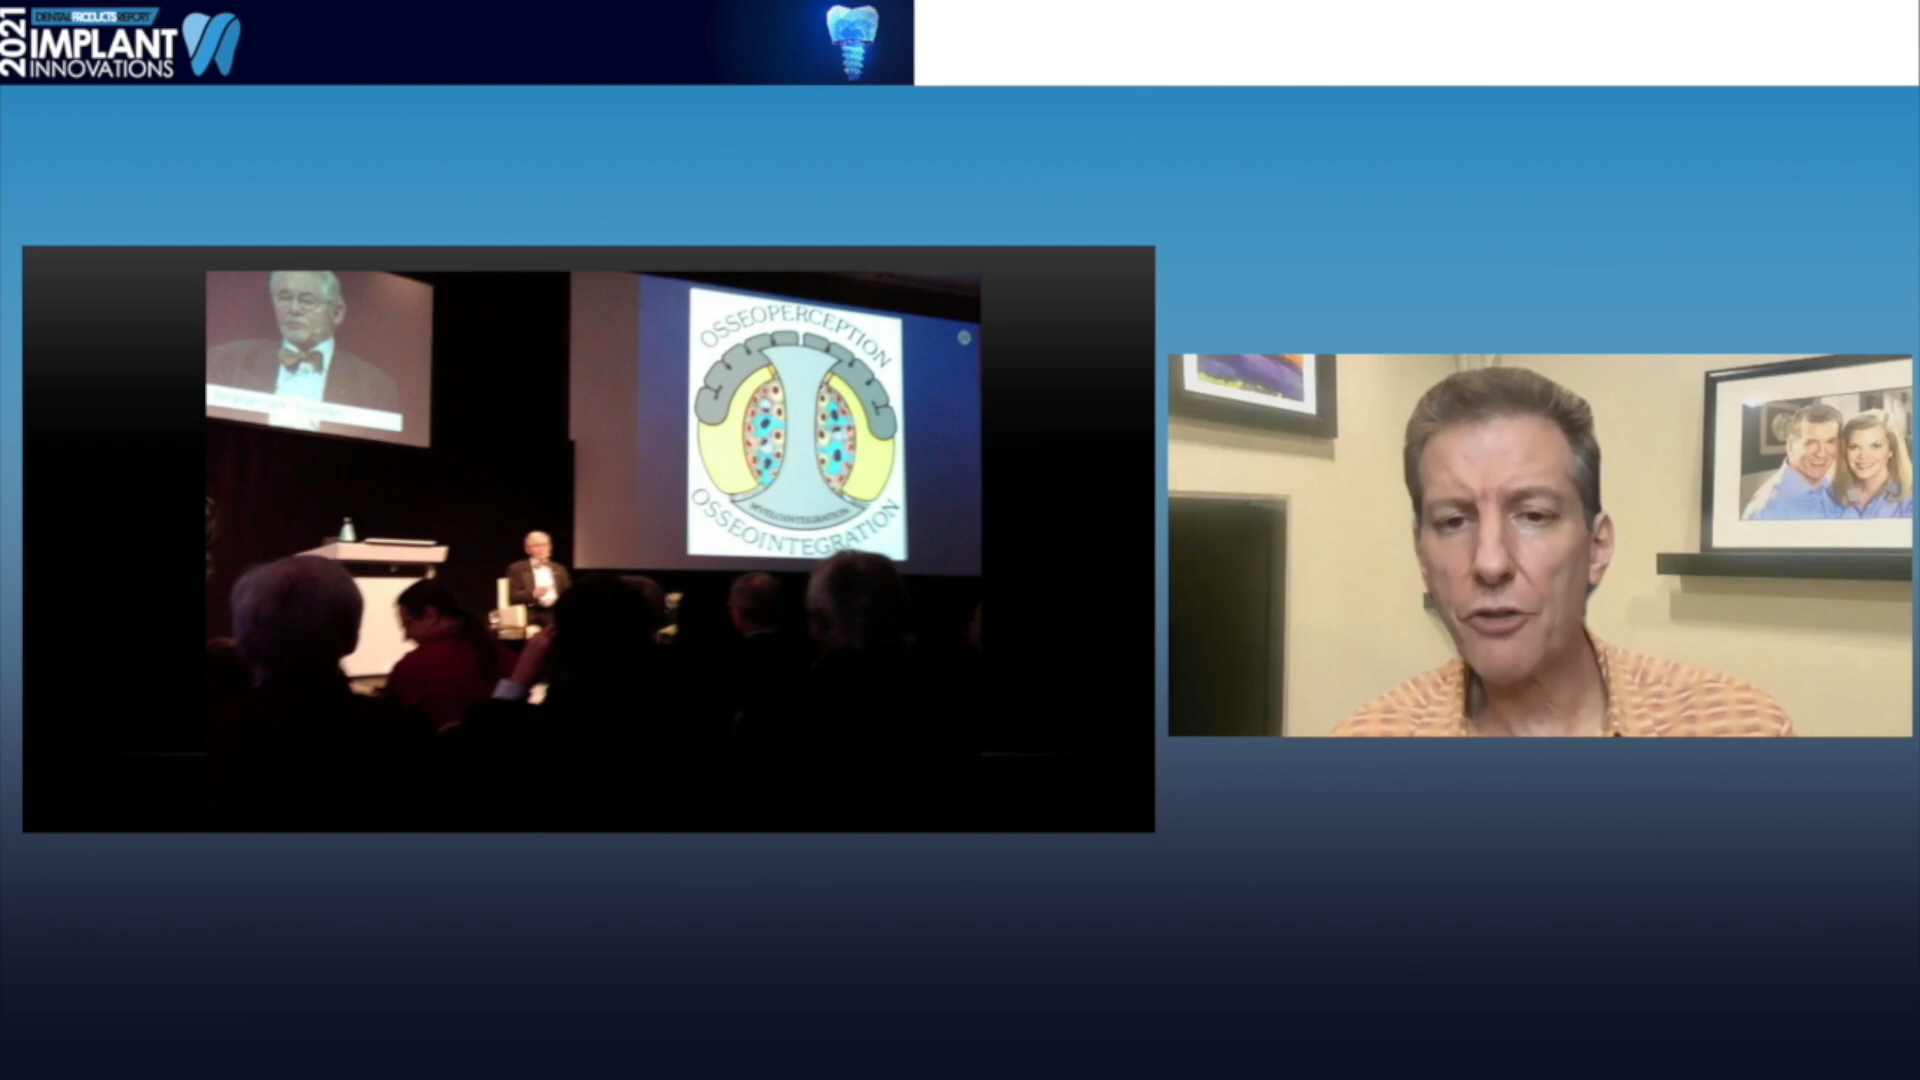 2021
DENTAL PRODUCTS REPORT
IMPLANT
INNOVATIONS
OSSEOPERCEPTION
OSSEOINTEGRATION